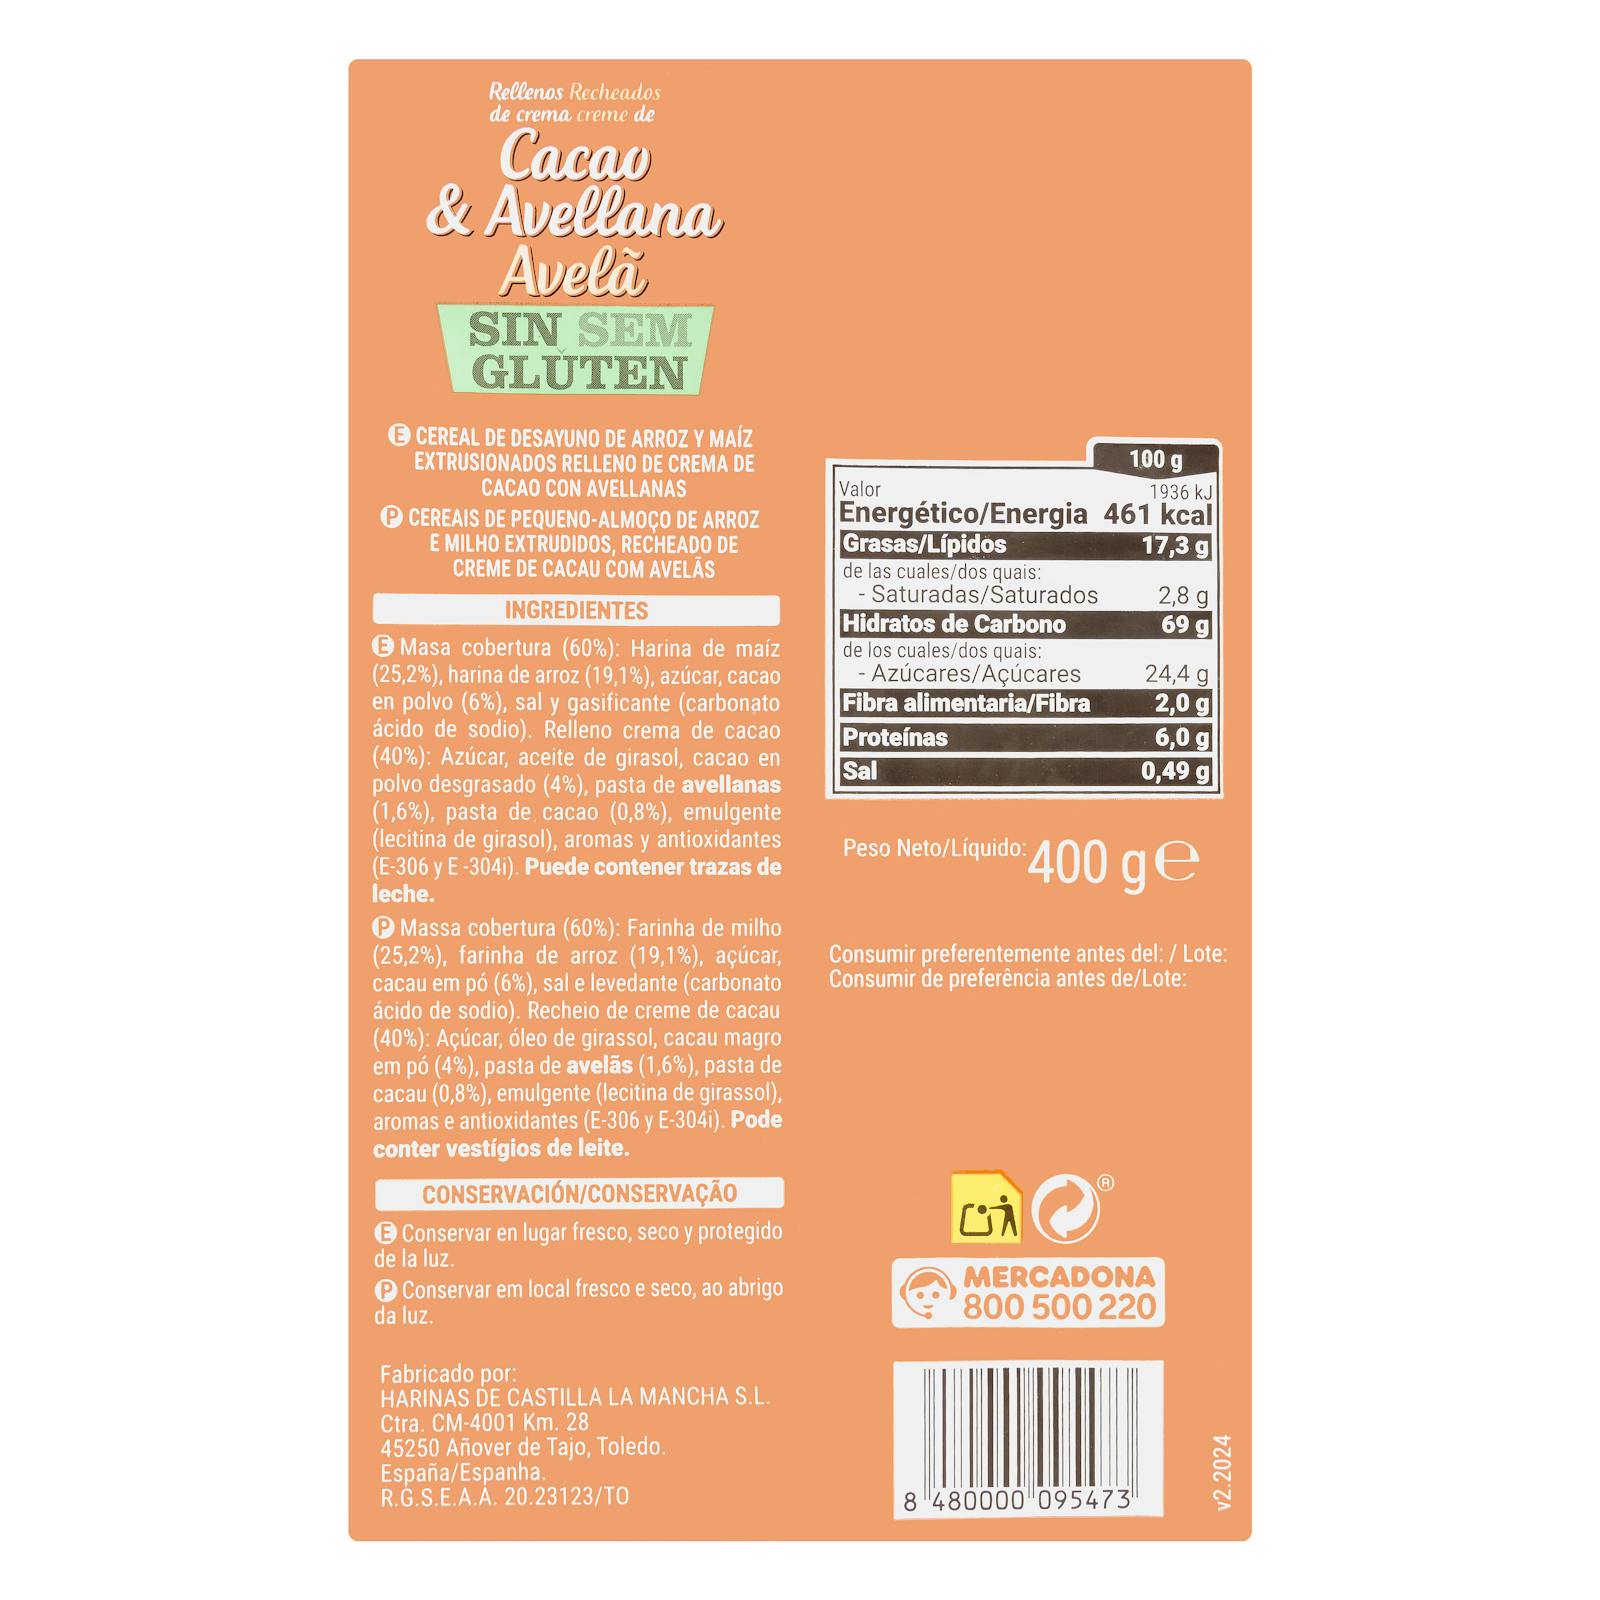 Rellenos Recheados
de crema creme de
Cacao
& Avellana
Avelã
SIN SEM
GLÚTEN
E CEREAL DE DESAYUNO DE ARROZ Y MAÍZ
EXTRUSIONADOS RELLENO DE CREMA DE
CACAO CON AVELLANAS
P CEREAIS DE PEQUENO-ALMOÇO DE ARROZ
E MILHO EXTRUDIDOS, RECHEADO DE
CREME DE CACAU COM AVELÃS
INGREDIENTES
E Masa cobertura (60%): Harina de maíz
(25,2%), harina de arroz (19,1%), azúcar, cacao
en polvo (6%), sal y gasificante (carbonato
ácido de sodio). Relleno crema de cacao
(40%): Azúcar, aceite de girasol, cacao en
polvo desgrasado (4%), pasta de avellanas
(1,6%), pasta de cacao (0,8%), emulgente
(lecitina de girasol), aromas y antioxidantes
(E-306 y E -304i). Puede contener trazas de
leche.
P Massa cobertura (60%): Farinha de milho
(25,2%), farinha de arroz (19,1%), açúcar,
cacau em pó (6%), sal e levedante (carbonato
ácido de sodio). Recheio de creme de cacau
(40%): Açúcar, óleo de girassol, cacau magro
em pó (4%), pasta de avelãs (1,6%), pasta de
cacau (0,8%), emulgente (lecitina de girassol),
aromas e antioxidantes (E-306 y E-304i). Pode
conter vestígios de leite.
CONSERVACIÓN/CONSERVAÇÃO
E Conservar en lugar fresco, seco y protegido
de la luz.
P Conservar em local fresco e seco, ao abrigo
da luz.
Fabricado por:
HARINAS DE CASTILLA LA MANCHA S.L.
Ctra. CM-4001 Km. 28
45250 Añover de Tajo, Toledo.
España/Espanha.
R.G.S.E.A.A. 20.23123/TO
100 g
Valor 1936 kJ
Energético/Energia 461 kcal
Grasas/Lípidos 17,3 g
de las cuales/dos quais:
- Saturadas/Saturados 2,8 g
Hidratos de Carbono 69 g
de los cuales/dos quais:
- Azúcares/Açúcares 24,4 g
Fibra alimentaria/Fibra 2,0 g
Proteínas 6,0 g
Sal 0,49 g
Peso Neto/Líquido: 400 g e
Consumir preferentemente antes del: / Lote:
Consumir de preferência antes de/Lote:
®
MERCADONA
800 500 220
8 480000 095473
v2.2024